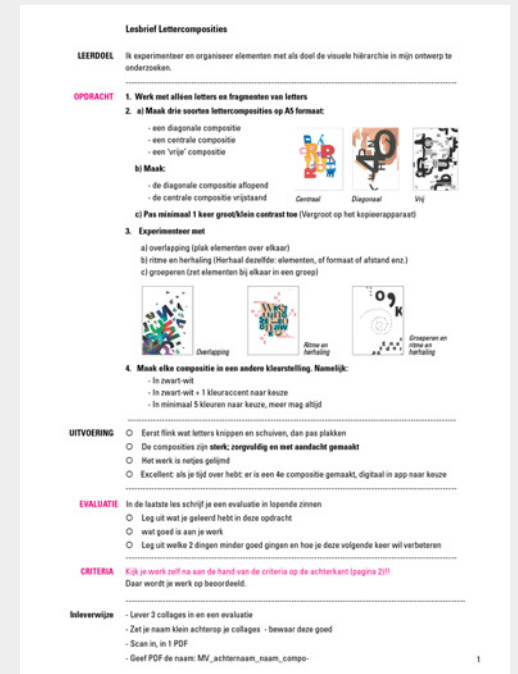 Lesbrief Lettercomposities
LEERDOEL Ik experimenteer en organiseer elementen met als doel de visuele hiërarchie in mijn ontwerp te
onderzoeken.
OPDRACHT 1. Werk met alléen letters en fragmenten van letters
2. a) Maak drie soorten lettercomposities op A5 formaat:
- een diagonale compositie
- een centrale compositie
- een 'vrije' compositie
b) Maak:
- de diagonale compositie aflopend
- de centrale compositie vrijstaand
Centraal Diagonaal Vrij
c) Pas minimaal 1 keer groot/klein contrast toe (Vergroot op het kopieerapparaat)
3. Experimenteer met
a) overlapping (plak elementen over elkaar)
b) ritme en herhaling (Herhaal dezelfde: elementen, of formaat of afstand enz.)
c) groeperen (zet elementen bij elkaar in een groep)
Overlapping
Ritme en
herhaling
Groeperen en
ritme en
herhaling
4. Maak elke compositie in een andere kleurstelling. Namelijk:
- In zwart-wit
- In zwart-wit + 1 kleuraccent naar keuze
- In minimaal 5 kleuren naar keuze, meer mag altijd
UITVOERING O Eerst flink wat letters knippen en schuiven, dan pas plakken
O De composities zijn sterk; zorgvuldig en met aandacht gemaakt
O Het werk is netjes gelijmd
O Excellent: als je tijd over hebt: er is een 4e compositie gemaakt, digitaal in app naar keuze
EVALUATIE In de laatste les schrijf je een evaluatie in lopende zinnen
O Leg uit wat je geleerd hebt in deze opdracht
O wat goed is aan je werk
O Leg uit welke 2 dingen minder goed gingen en hoe je deze volgende keer wil verbeteren
CRITERIA Kijk je werk zelf na aan de hand van de criteria op de achterkant (pagina 2)!!
Daar wordt je werk op beoordeeld.
Inleverwijze - Lever 3 collages in en een evaluatie
- Zet je naam klein achterop je collages - bewaar deze goed
- Scan in, in 1 PDF
- Geef PDF de naam: MV_achternaam_naam_compo-
1